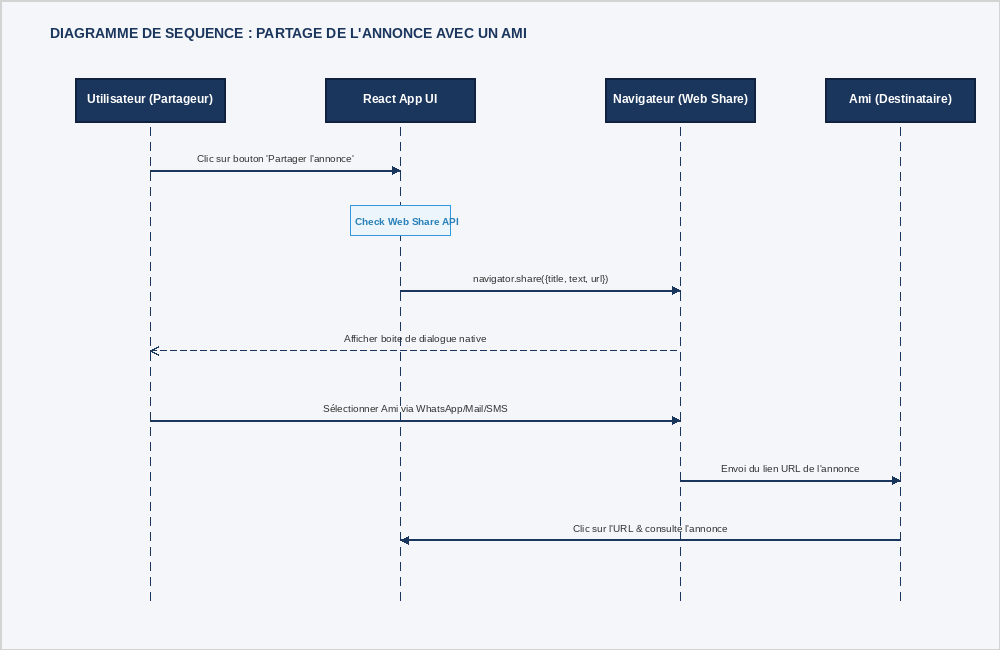 DIAGRAMME DE SEQUENCE : PARTAGE DE L'ANNONCE AVEC UN AMI
Utilisateur (Partageur)
React App UI
Navigateur (Web Share)
Ami (Destinataire)
Clic sur bouton 'Partager l'annonce'
Check Web Share API
navigator.share({title, text, url})
Afficher boite de dialogue native
Sélectionner Ami via WhatsApp/Mail/SMS
Envoi du lien URL de l'annonce
Clic sur l'URL & consulte l'annonce